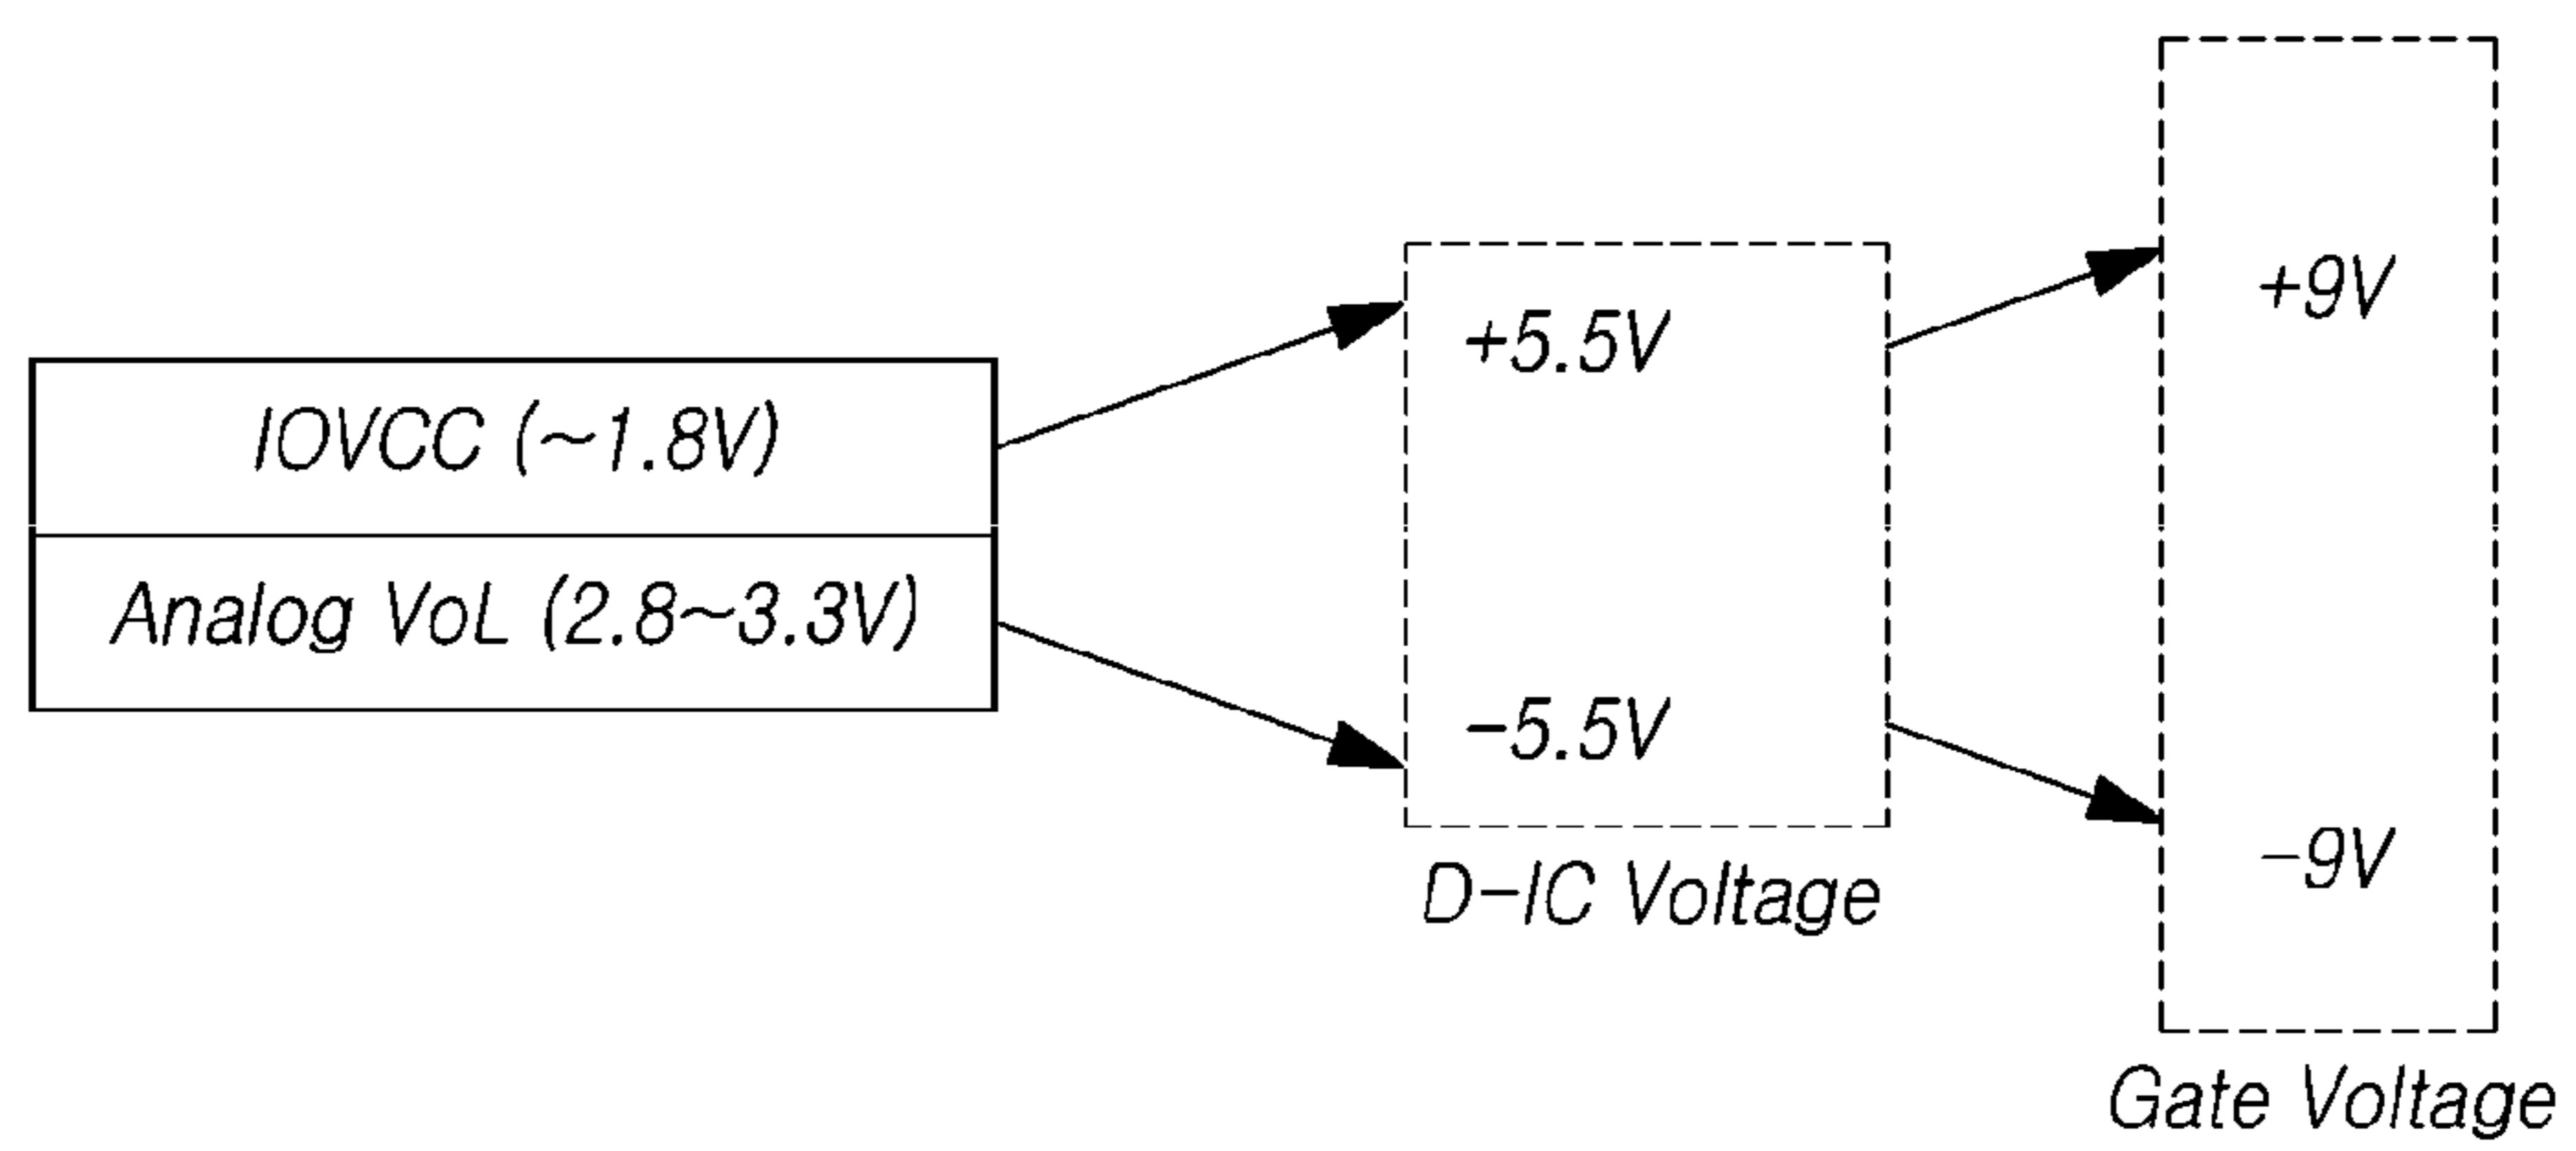 IOVCC (~1.8V)
Analog VoL (2.8~3.3V)
+5.5V
-5.5V
D-IC Voltage
+9V
-9V
Gate Voltage